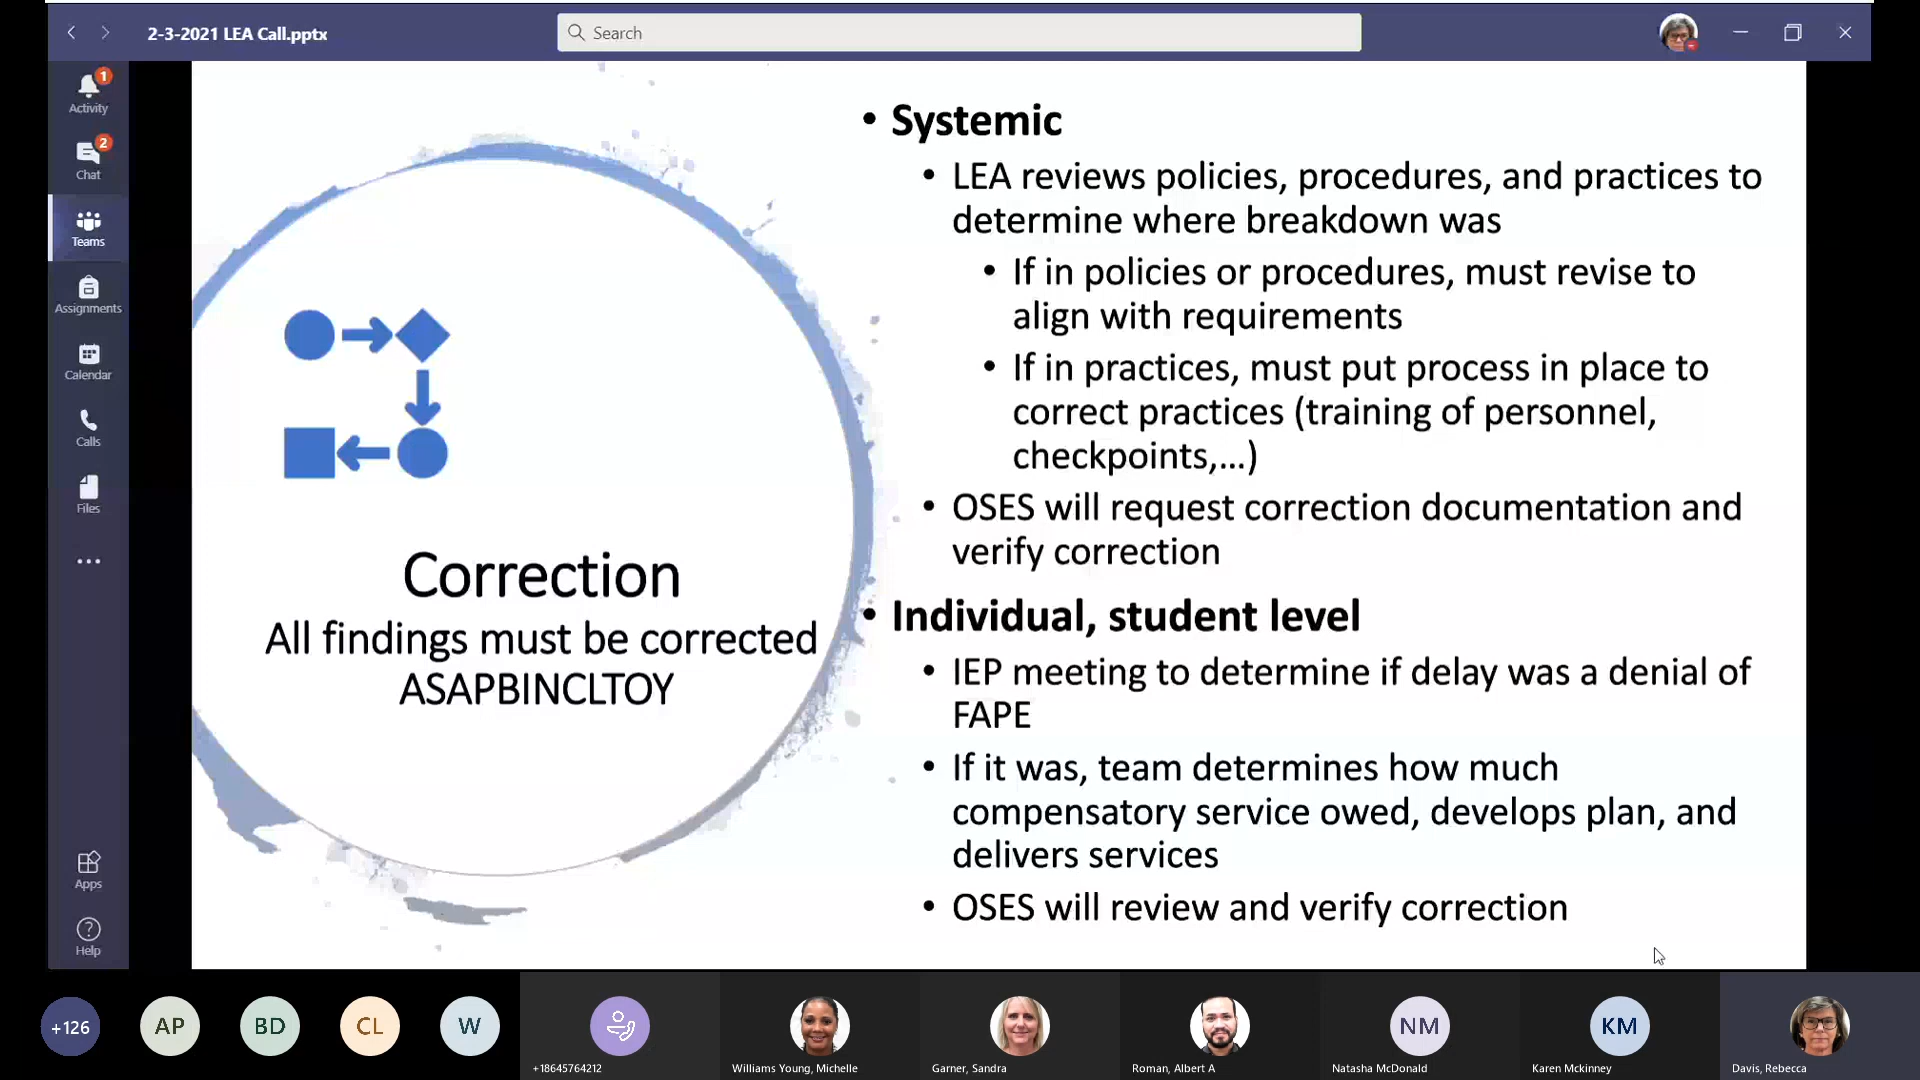 2-3-2021 LEA Call.pptx
Search
1
Activity
2
Chat
Teams
Assignments
Calendar
Calls
Files
Apps
Help
Correction
All findings must be corrected
ASAPBINCLTOY
• Systemic
• LEA reviews policies, procedures, and practices to
determine where breakdown was
• If in policies or procedures, must revise to
align with requirements
• If in practices, must put process in place to
correct practices (training of personnel,
checkpoints,...)
• OSES will request correction documentation and
verify correction
• Individual, student level
• IEP meeting to determine if delay was a denial of
FAPE
• If it was, team determines how much
compensatory service owed, develops plan, and
delivers services
• OSES will review and verify correction
+126
AP
BD
CL
W
+18645764212
Williams Young, Michelle
Garner, Sandra
Roman, Albert A
NM
Natasha McDonald
KM
Karen Mckinney
Davis, Rebecca